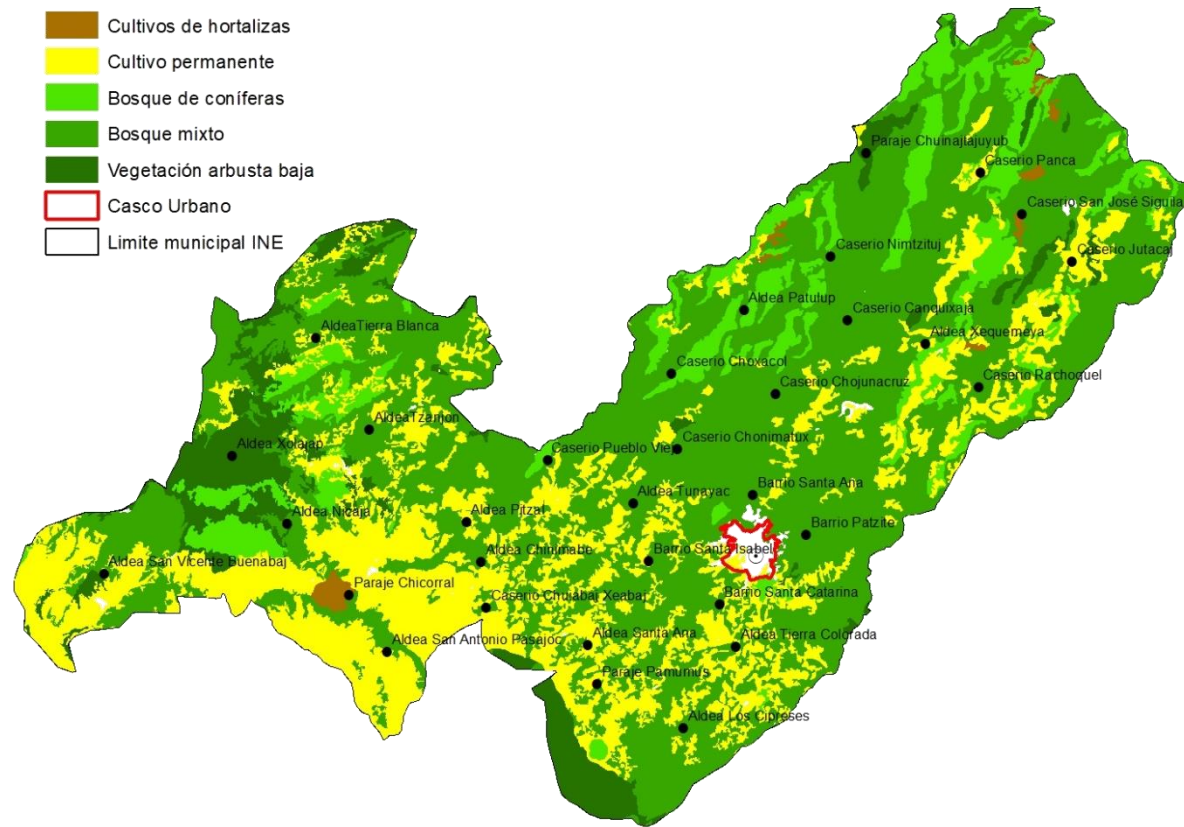 Cultivos de hortalizas
Cultivo permanente
Bosque de coníferas
Bosque mixto
Vegetación arbusta baja
Casco Urbano
Limite municipal INE
Paraje Chuinajtajuyub
Caserio Panca
Caserio San José Siguila
Caserio Jutacaj
Caserio Nimtzituj
Aldea Patulup
Caserio Canquixaja
AldeaTierra Blanca
Aldea Xequemeya
Caserio Choxacol
Caserio Rachoquel
Caserio Chojunacruz
AldeaTzanjon
Caserio Chonimatux
Aldea Xolajap
Caserio Pueblo Viejo
Barrio Santa Ana
Aldea Tunayac
Aldea Pitzal
Aldea Nicaja
Barrio Patzite
Aldea Chinimabe
Barrio Santa Isabel
Aldea San Vicente Buenabaj
Paraje Chicorral
Caserio Chujabaj Xeabaj
Barrio Santa Catarina
Aldea Santa Ana
Aldea Tierra Colorada
Aldea San Antonio Pasajoc
Paraje Pamumus
Aldea Los Cipreses